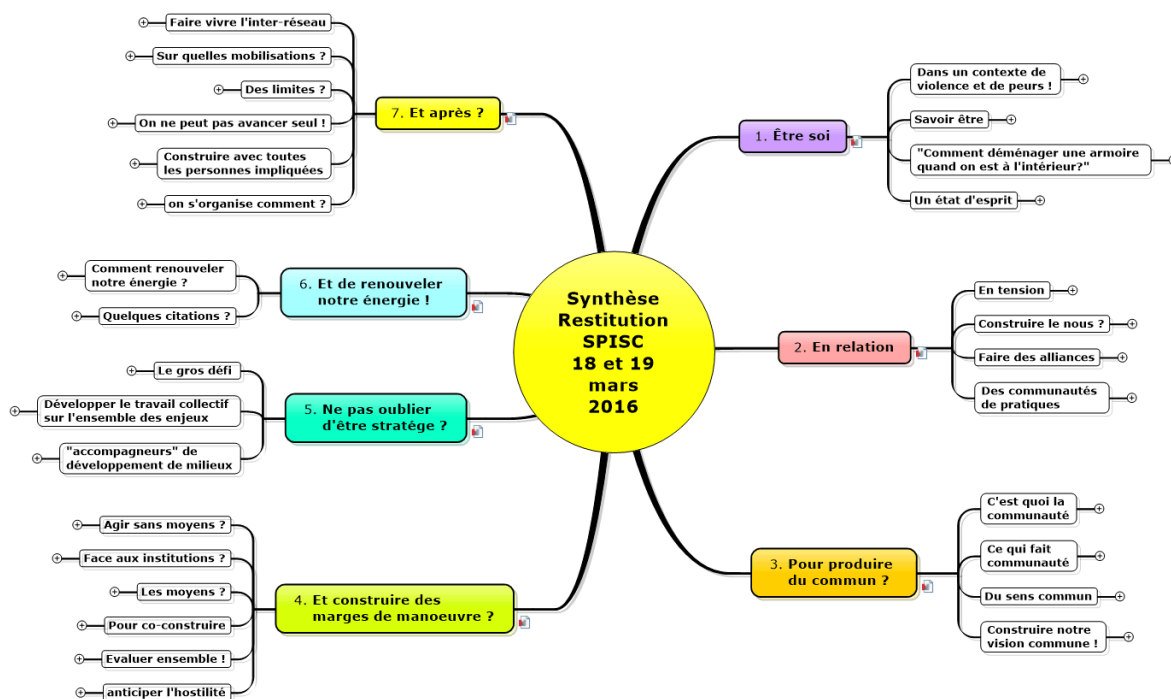 Synthèse
Restitution
SPISC
18 et 19
mars
2016
1. Être soi
Dans un contexte de
violence et de peurs !
Savoir être
"Comment déménager une armoire
quand on est à l'intérieur?"
Un état d'esprit
2. En relation
En tension
Construire le nous ?
Faire des alliances
Des communautés
de pratiques
3. Pour produire
du commun ?
C'est quoi la
communauté
Ce qui fait
communauté
Du sens commun
Construire notre
vision commune !
4. Et construire des
marges de manoeuvre ?
Agir sans moyens ?
Face aux institutions ?
Les moyens ?
Pour co-construire
Evaluer ensemble !
anticiper l'hostilité
5. Ne pas oublier
d'être stratége ?
Le gros défi
Développer le travail collectif
sur l'ensemble des enjeux
"accompagneurs" de
développement de milieux
6. Et de renouveler
notre énergie !
Comment renouveler
notre énergie ?
Quelques citations ?
7. Et après ?
Faire vivre l'inter-réseau
Sur quelles mobilisations ?
Des limites ?
On ne peut pas avancer seul !
Construire avec toutes
les personnes impliquées
on s'organise comment ?